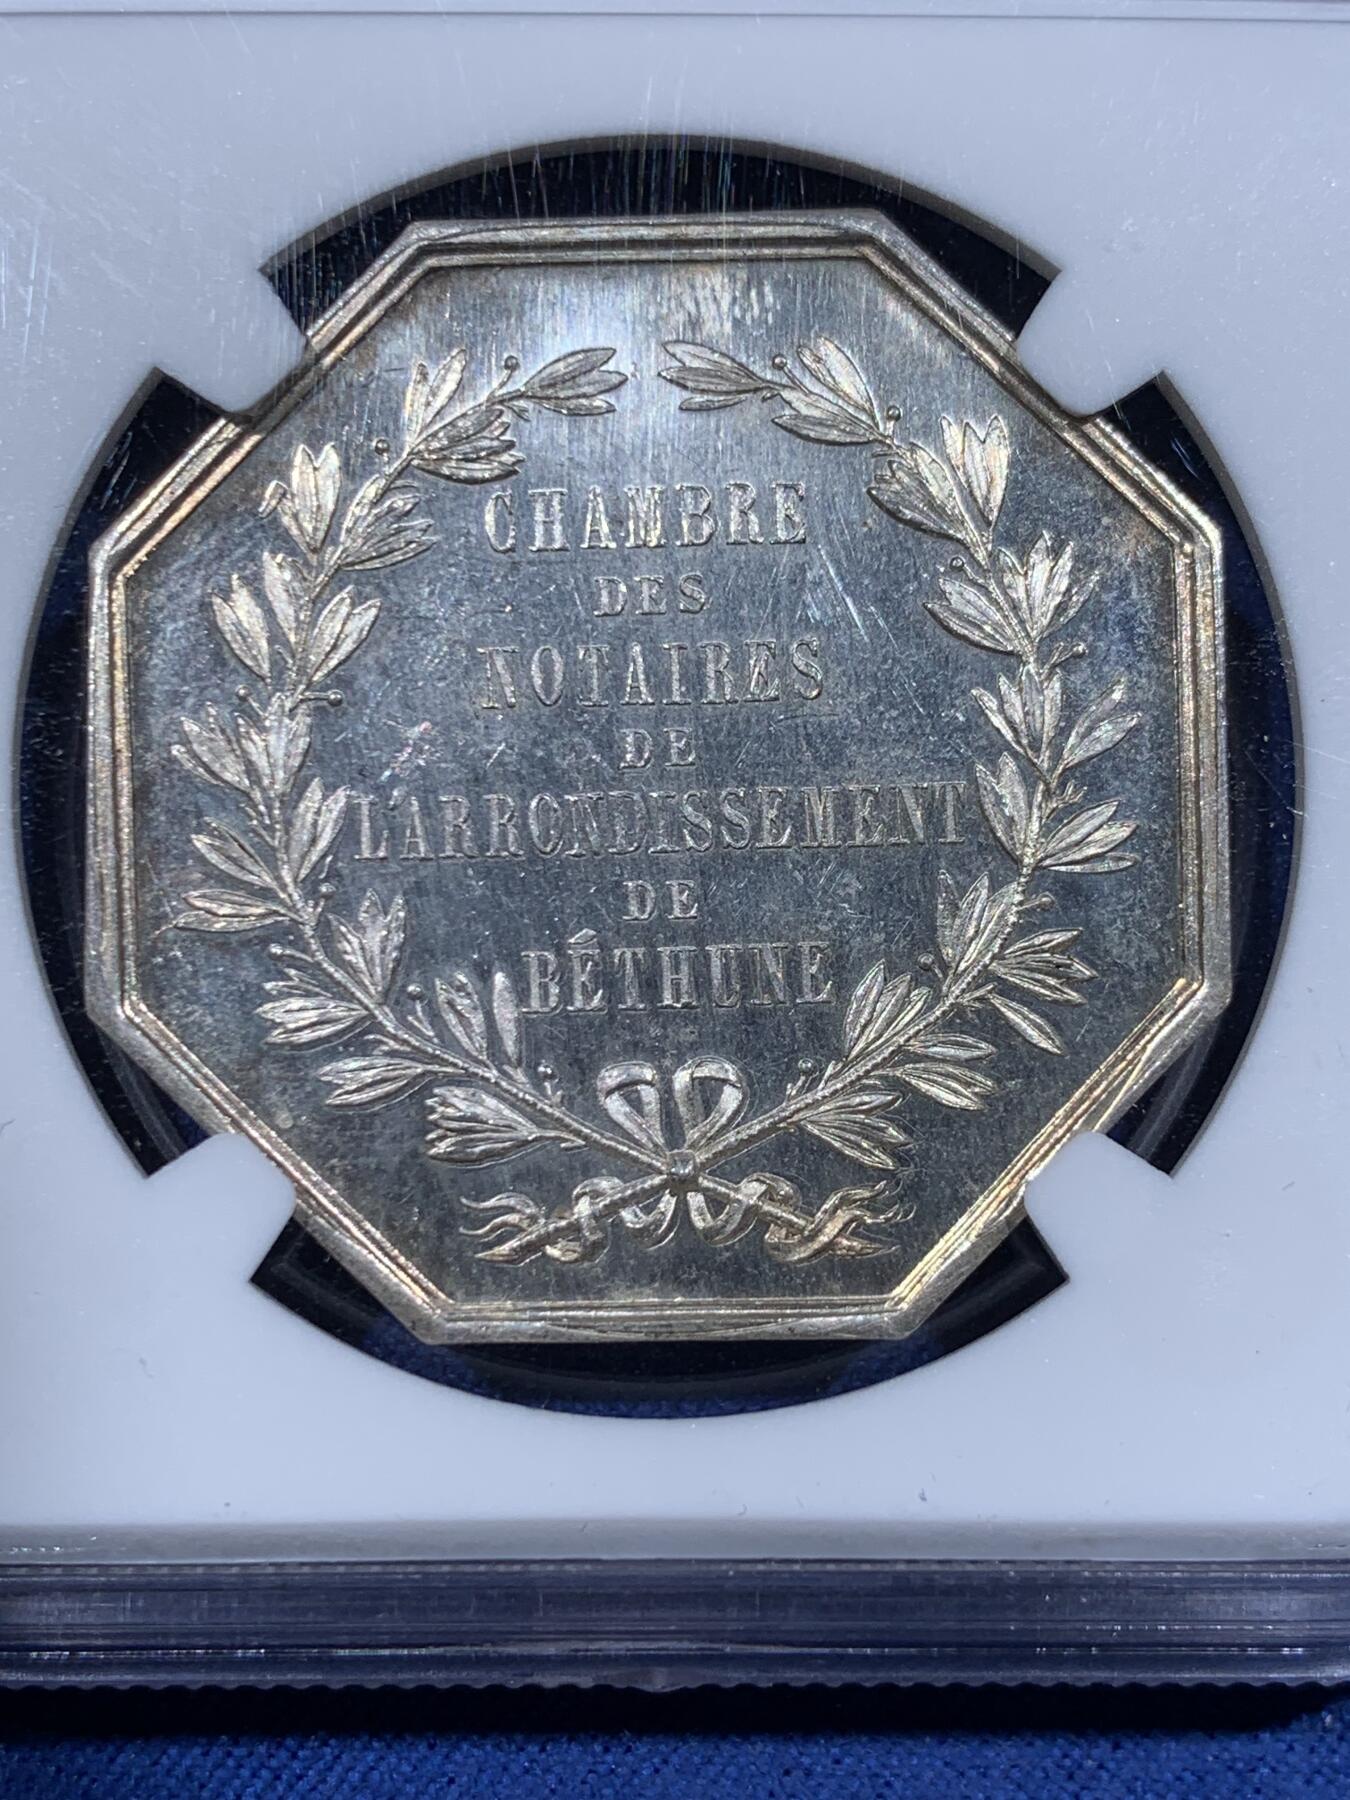 CHAMBRE
DES
NOTAIRES
DE
L'ARRONDISSEMENT
DE
BÉTHUNE